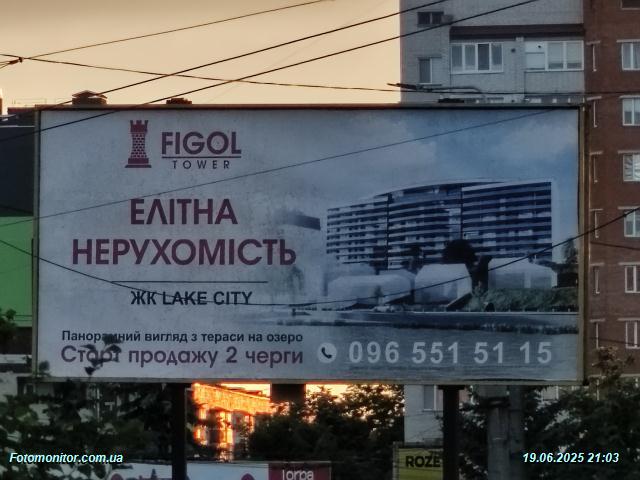 FIGOL
TOWER
ЕЛІТНА
НЕРУХОМІСТЬ
ЖК LAKE CITY
Панорамний вигляд з тераси на озеро
Старт продажу 2 черги
096 551 51 15
ROZE
Fotomonitor.com.ua
19.06.2025 21:03